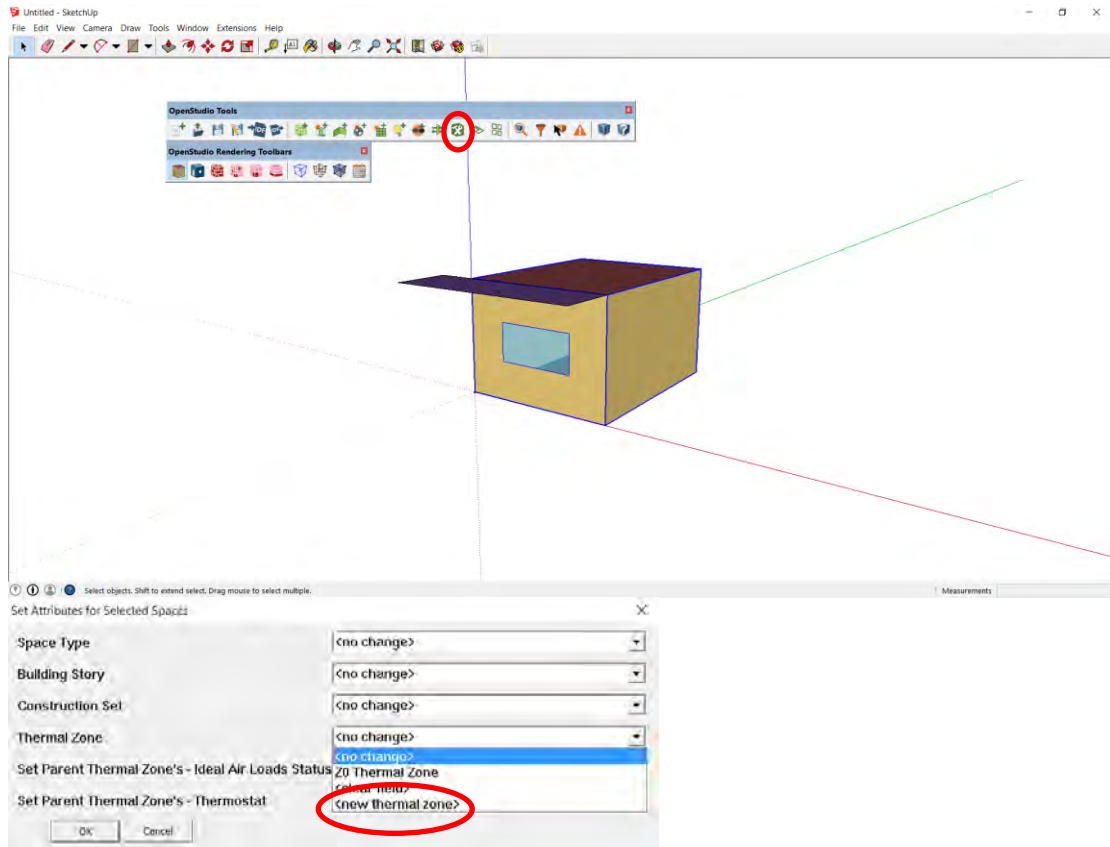 Untitled - SketchUp
File Edit View Camera Draw Tools Window Extensions Help
OpenStudio Tools
OpenStudio Rendering Toolbars
Select objects. Shift to extend select. Drag mouse to select multiple.
Measurements
Set Attributes for Selected Spaces
Space Type <no change>
Building Story <no change>
Construction Set <no change>
Thermal Zone <no change>
<no change>
Set Parent Thermal Zone's - Ideal Air Loads Status Z0 Thermal Zone
<clear field>
Set Parent Thermal Zone's - Thermostat <new thermal zone>
OK Cancel